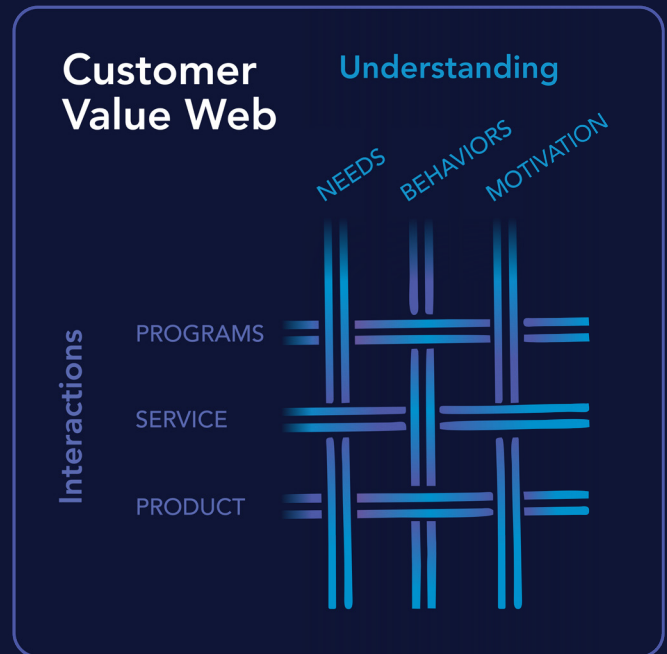 Customer
Value Web
Understanding
NEEDS
BEHAVIORS
MOTIVATION
Interactions
PROGRAMS
SERVICE
PRODUCT